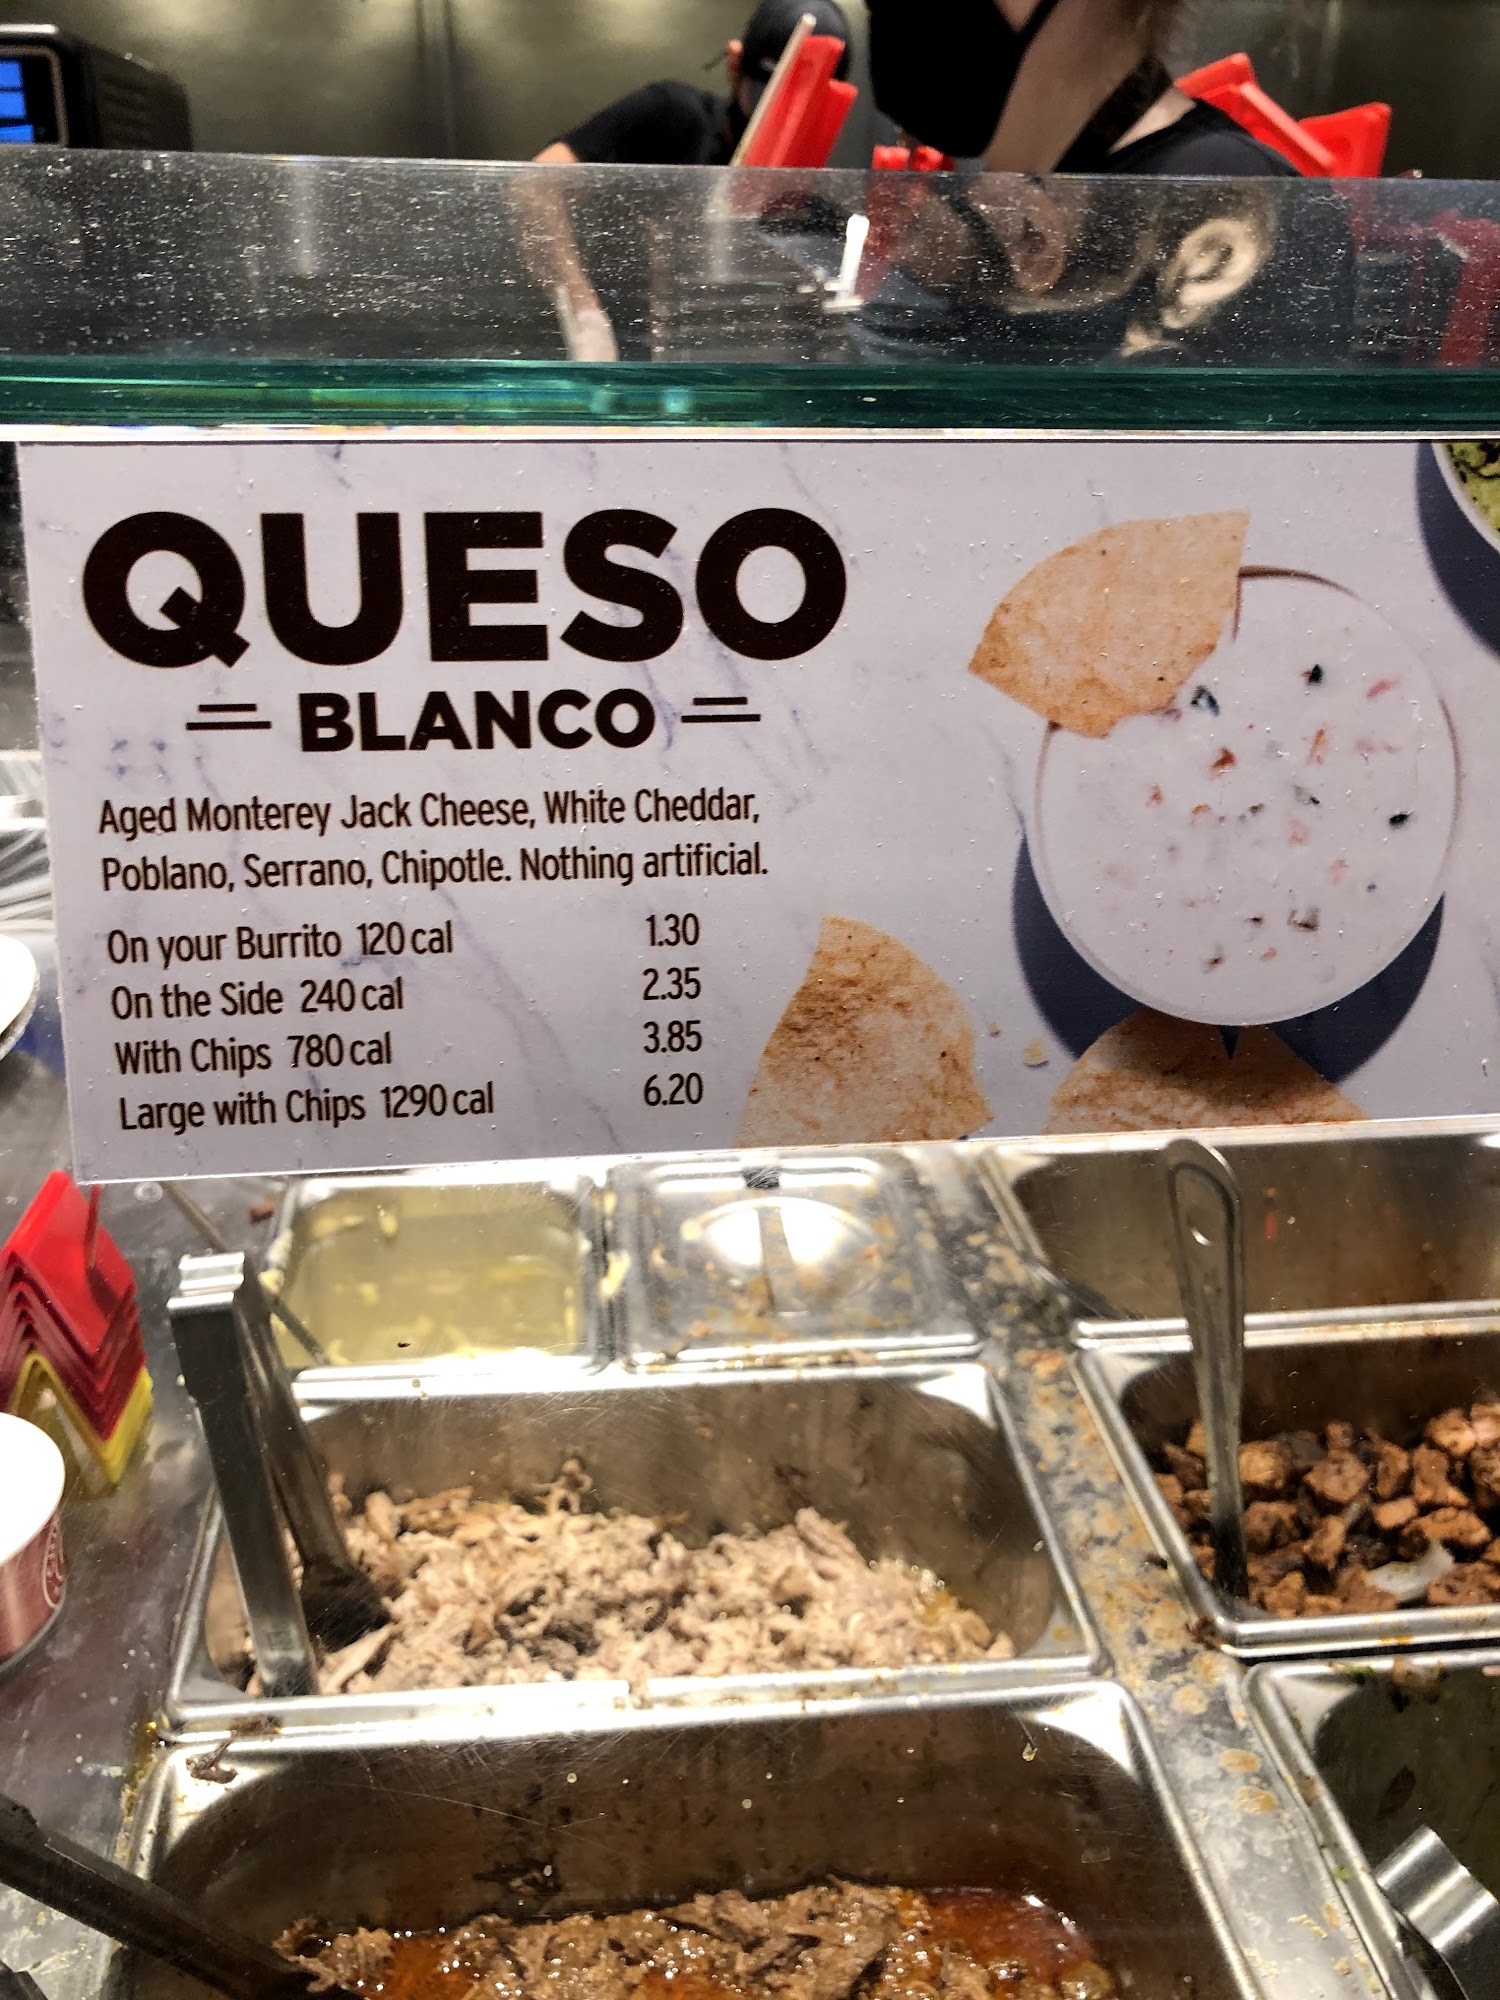 QUESO
BLANCO
Aged Monterey Jack Cheese, White Cheddar,
Poblano, Serrano, Chipotle. Nothing artificial.
On your Burrito 120 cal 1.30
On the Side 240 cal 2.35
With Chips 780 cal 3.85
Large with Chips 1290 cal 6.20